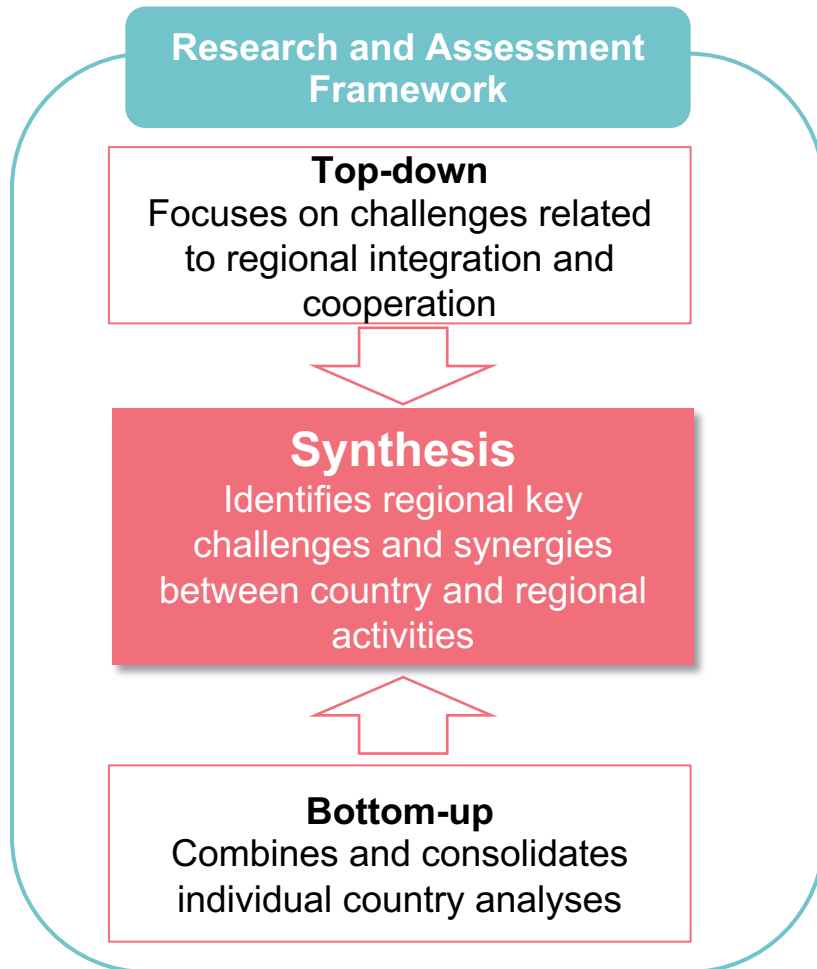 Research and Assessment
Framework
Top-down
Focuses on challenges related
to regional integration and
cooperation
Synthesis
Identifies regional key
challenges and synergies
between country and regional
activities
Bottom-up
Combines and consolidates
individual country analyses